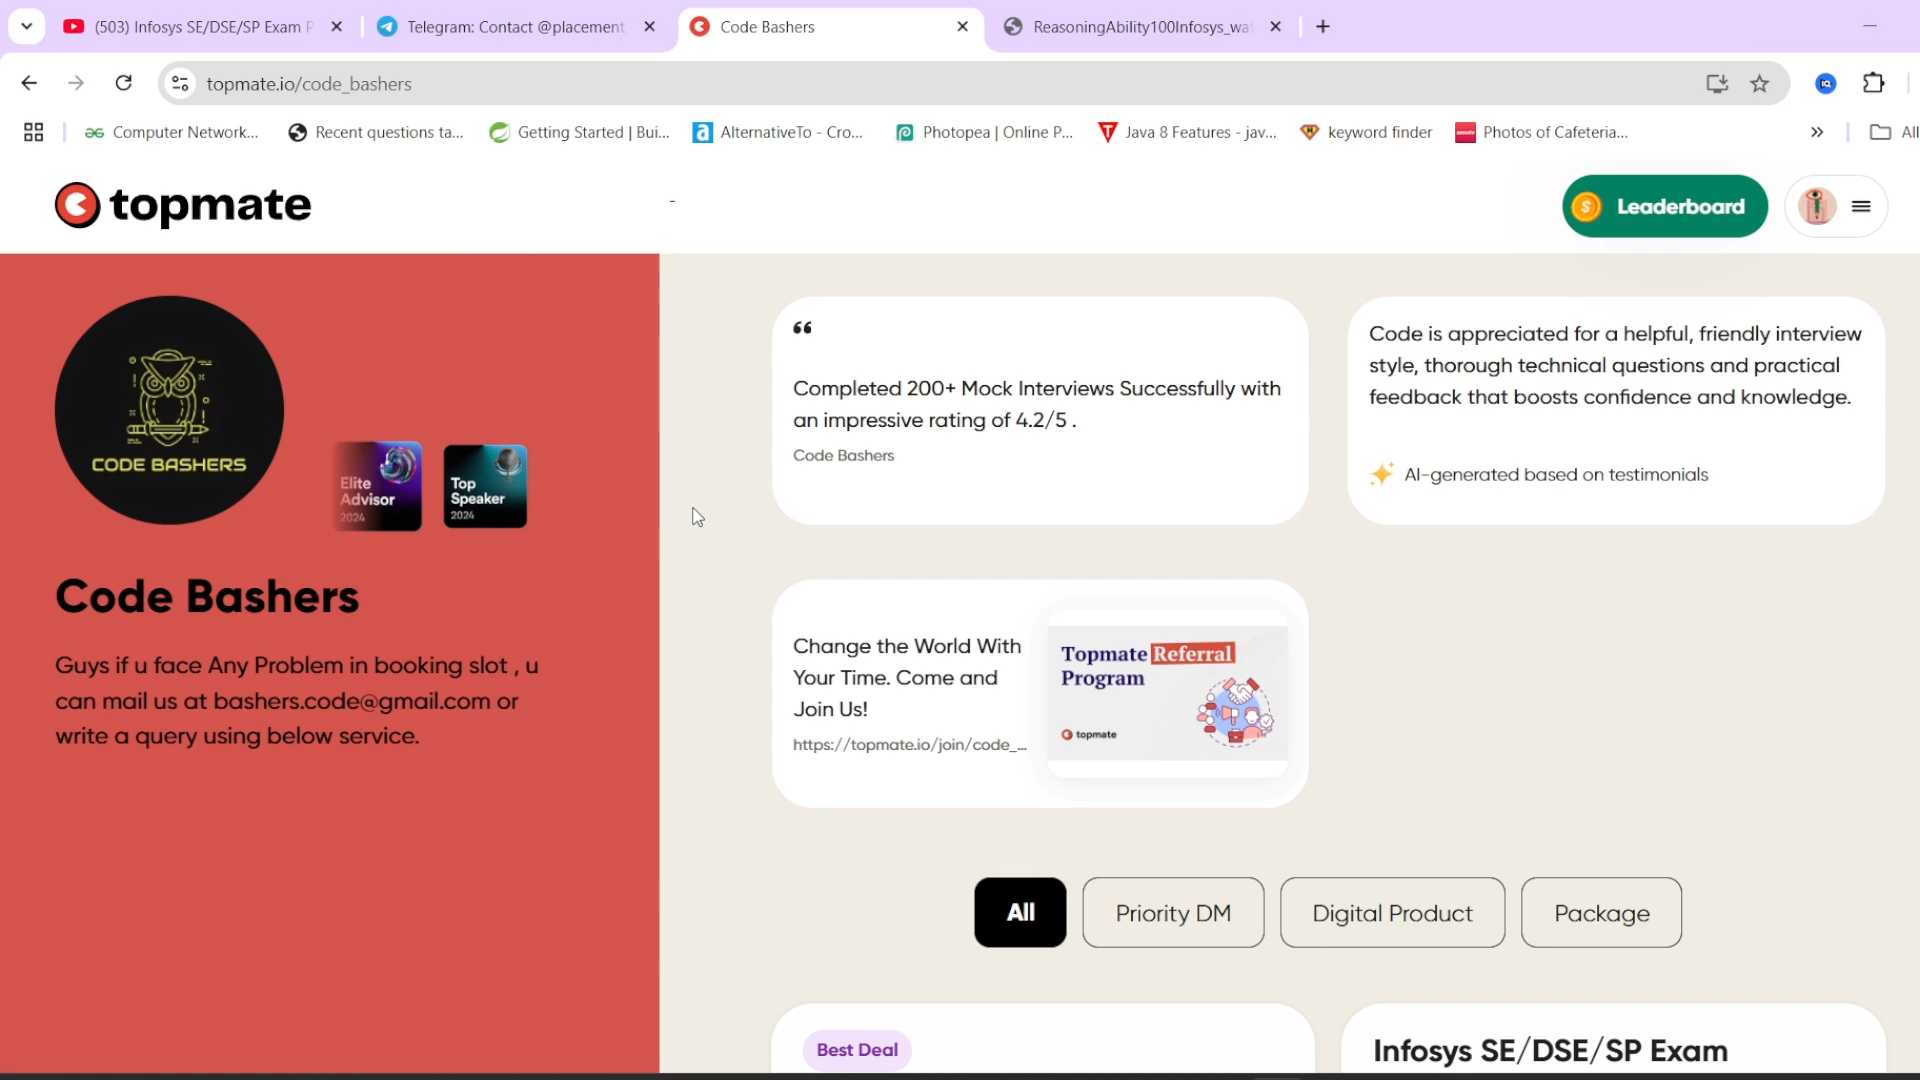 (503) Infosys SE/DSE/SP Exam P
Telegram: Contact @placement
Code Bashers
ReasoningAbility100Infosys_wat
topmate.io/code_bashers
Computer Network...
Recent questions ta...
Getting Started | Bui...
AlternativeTo - Cro...
Photopea | Online P...
Java 8 Features - jav...
keyword finder
Photos of Cafeteria...
All
topmate
-
Leaderboard
CODE BASHERS
Elite
Advisor
2024
Top
Speaker
2024
Code Bashers
Guys if u face Any Problem in booking slot , u
can mail us at bashers.code@gmail.com or
write a query using below service.
“
Completed 200+ Mock Interviews Successfully with
an impressive rating of 4.2/5 .
Code Bashers
Code is appreciated for a helpful, friendly interview
style, thorough technical questions and practical
feedback that boosts confidence and knowledge.
AI-generated based on testimonials
Change the World With
Your Time. Come and
Join Us!
https://topmate.io/join/code_...
Topmate Referral
Program
topmate
All
Priority DM
Digital Product
Package
Best Deal
Infosys SE/DSE/SP Exam